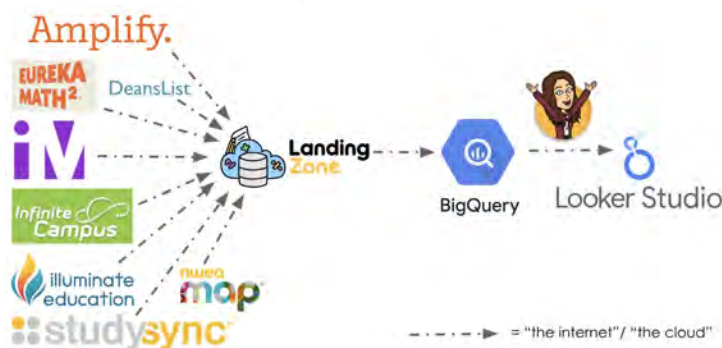 Amplify.
EUREKA
MATH²
DeansList
im
Landing
Zone
BigQuery
Looker Studio
Infinite
Campus
illuminate
education
nwea
map
studysync
= "the internet"/ "the cloud"